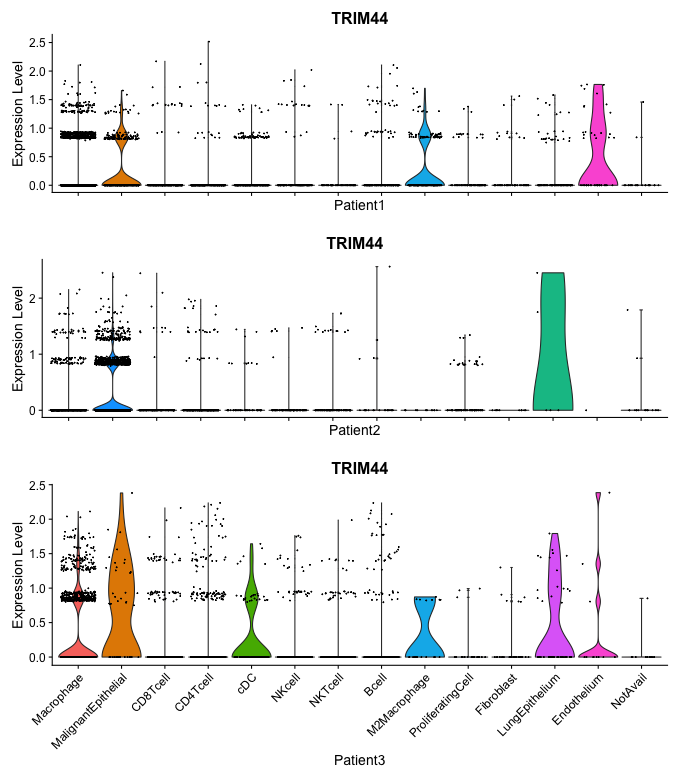 TRIM44
Expression Level
2.5
2.0
1.5
1.0
0.5
0.0
Patient1
TRIM44
Expression Level
2
1
0
Patient2
TRIM44
Expression Level
2.5
2.0
1.5
1.0
0.5
0.0
Macrophage
MalignantEpithelial
CD8Tcell
CD4Tcell
cDC
NKcell
NKTcell
Bcell
M2Macrophage
ProliferatingCell
Fibroblast
LungEpithelium
Endothelium
NotAvail
Patient3